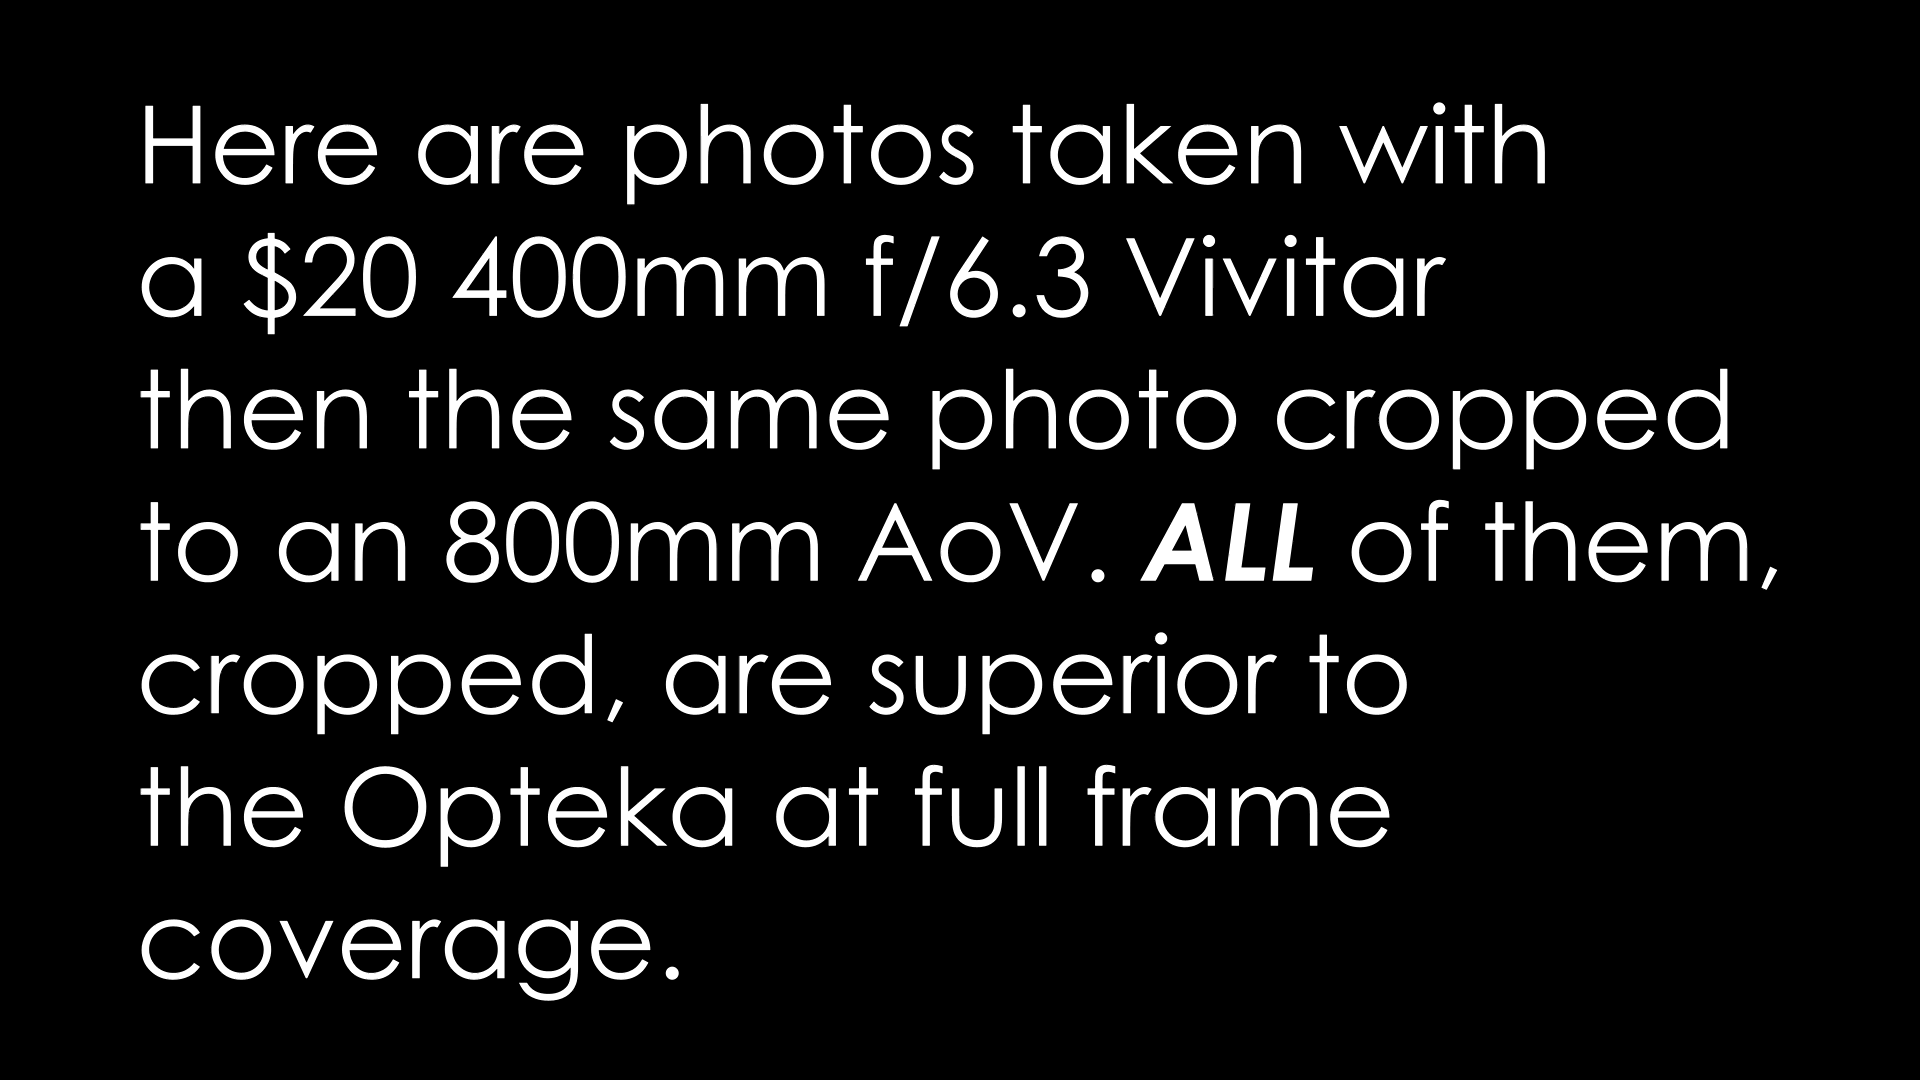 Here are photos taken with
a $20 400mm f/6.3 Vivitar
then the same photo cropped
to an 800mm AoV. ALL of them,
cropped, are superior to
the Opteka at full frame
coverage.